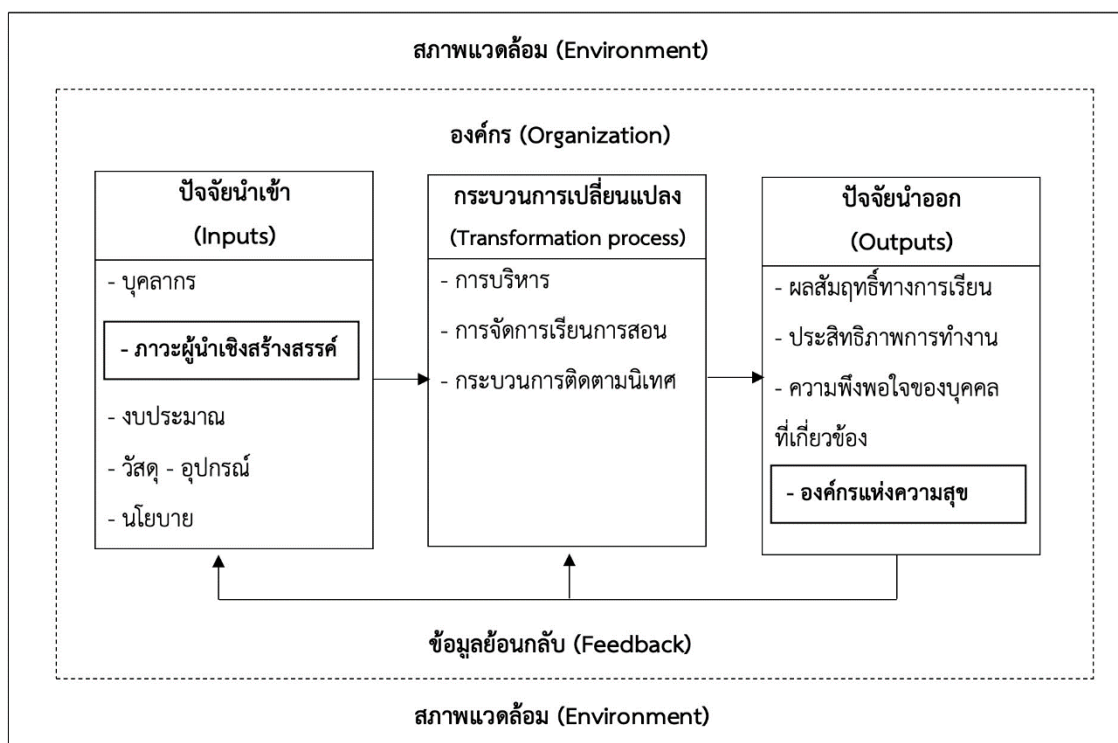 สภาพแวดล้อม (Environment)
องค์กร (Organization)
ปัจจัยนำเข้า
(Inputs)
- บุคลากร
- ภาวะผู้นำเชิงสร้างสรรค์
- งบประมาณ
- วัสดุ - อุปกรณ์
- นโยบาย
กระบวนการเปลี่ยนแปลง
(Transformation process)
- การบริหาร
- การจัดการเรียนการสอน
- กระบวนการติดตามนิเทศ
ปัจจัยนำออก
(Outputs)
- ผลสัมฤทธิ์ทางการเรียน
- ประสิทธิภาพการทำงาน
- ความพึงพอใจของบุคคล
ที่เกี่ยวข้อง
- องค์กรแห่งความสุข
ข้อมูลย้อนกลับ (Feedback)
สภาพแวดล้อม (Environment)